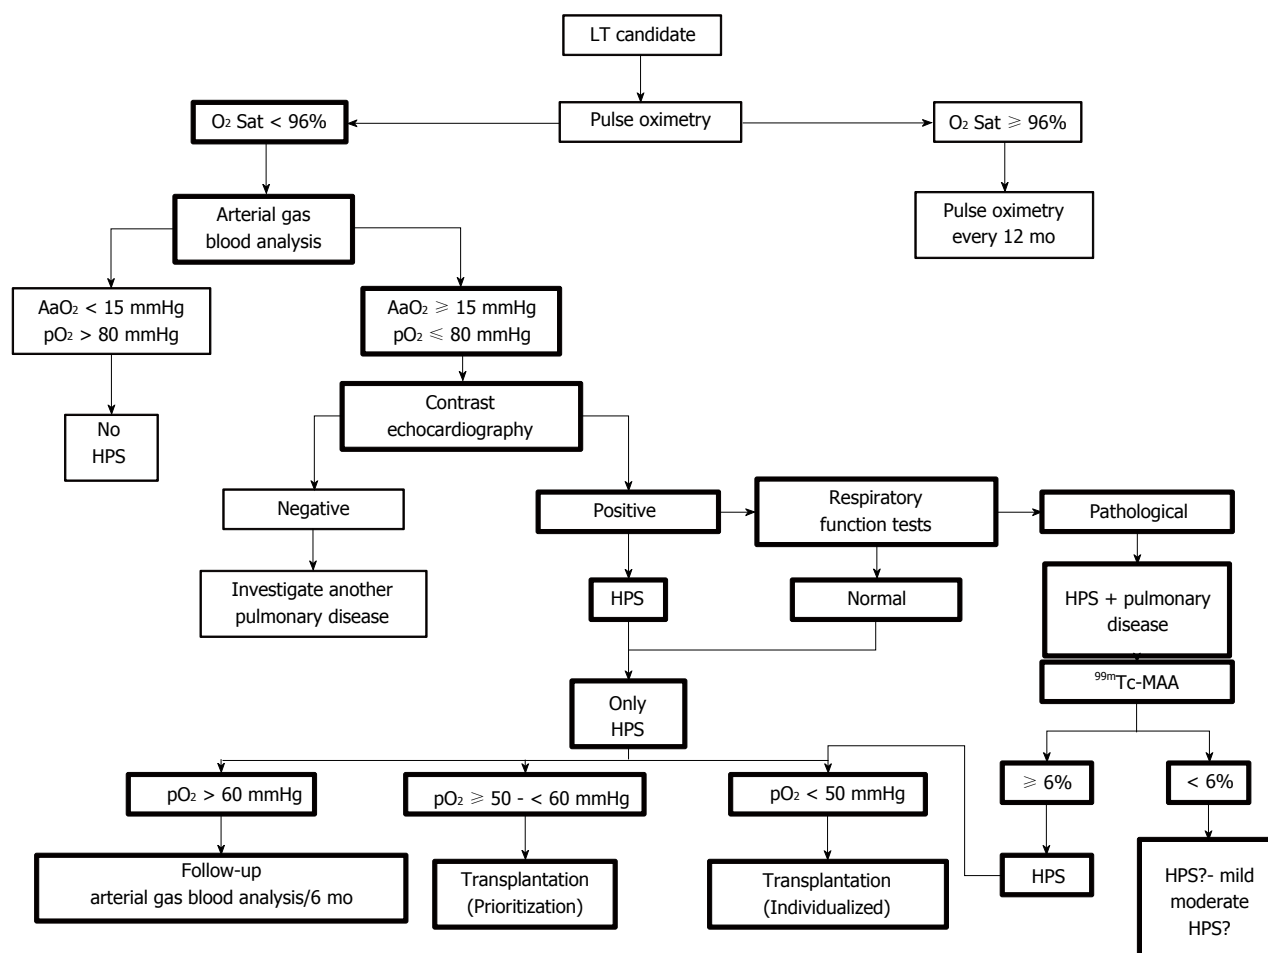 LT candidate
O₂ Sat < 96%
Pulse oximetry
O₂ Sat ⩾ 96%
Arterial gas
blood analysis
Pulse oximetry
every 12 mo
AaO₂ < 15 mmHg
pO₂ > 80 mmHg
AaO₂ ⩾ 15 mmHg
pO₂ ⩽ 80 mmHg
No
HPS
Contrast
echocardiography
Negative
Positive
Respiratory
function tests
Pathological
Investigate another
pulmonary disease
HPS
Normal
HPS + pulmonary
disease
⁹⁹ᵐTc-MAA
Only
HPS
pO₂ > 60 mmHg
pO₂ ⩾ 50 - < 60 mmHg
pO₂ < 50 mmHg
⩾ 6%
< 6%
Follow-up
arterial gas blood analysis/6 mo
Transplantation
(Prioritization)
Transplantation
(Individualized)
HPS
HPS?- mild
moderate
HPS?